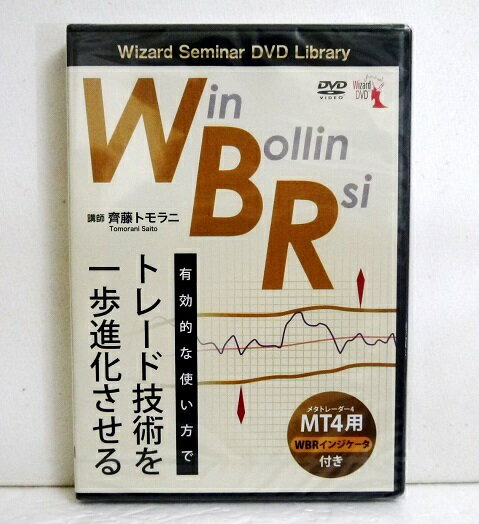 Wizard Seminar DVD Library
Win
Bollin
Rsi
DVD
VIDEO
Wizard
DVD
講師 齊藤トモラニ
Tomorani Saito
有効的な使い方で
トレード技術を
一歩進化させる
メタトレーダー4
MT4用
WBRインジケータ
付き